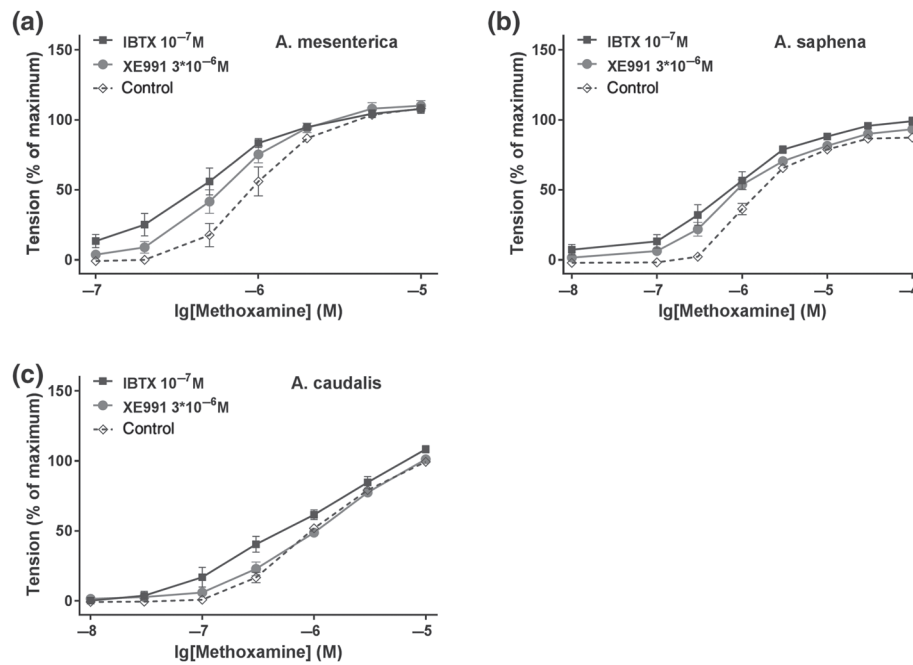 (a)
IBTX 10⁻⁷M
XE991 3*10⁻⁶M
Control
A. mesenterica
Tension (% of maximum)
150
100
50
0
–7
–6
–5
lg[Methoxamine] (M)
(b)
IBTX 10⁻⁷M
XE991 3*10⁻⁶M
Control
A. saphena
Tension (% of maximum)
150
100
50
0
–8
–7
–6
–5
–4
lg[Methoxamine] (M)
(c)
IBTX 10⁻⁷M
XE991 3*10⁻⁶M
Control
A. caudalis
Tension (% of maximum)
150
100
50
0
–8
–7
–6
–5
lg[Methoxamine] (M)